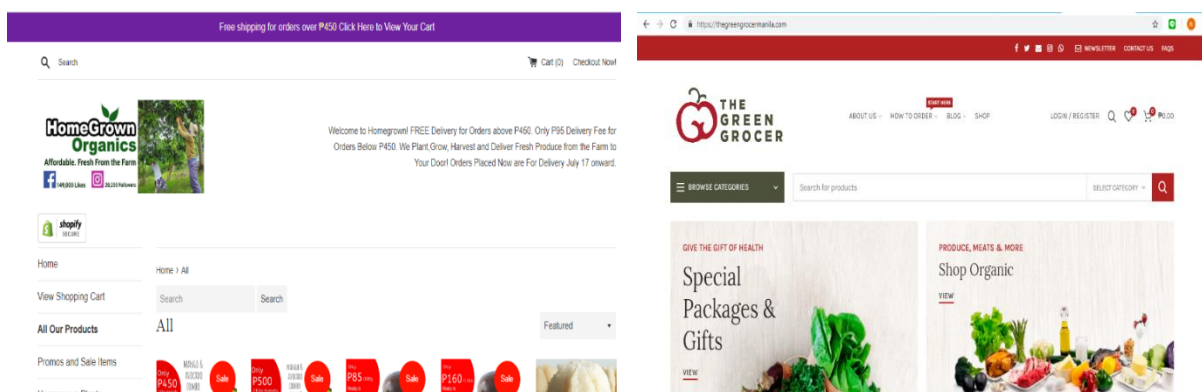 Free shipping for orders over ₱450 Click Here to View Your Cart
Search
Cart (0) Checkout Now!
HomeGrown
Organics
Affordable. Fresh From the Farm
149,003 Likes
Welcome to Homegrown! FREE Delivery for Orders above P450. Only P95 Delivery Fee for
Orders Below P450. We Plant,Grow, Harvest and Deliver Fresh Produce from the Farm to
Your Door! Orders Placed Now are For Delivery July 17 onward.
shopify
SECURE
Home
View Shopping Cart
All Our Products
Promos and Sale Items
Home › All
Search
Search
All
Featured
Only
P450
Sale
Only
P500
Sale
P85
Sale
P160
Sale
https://thegreengrocermanila.com
NEWSLETTER CONTACT US FAQS
THE
GREEN
GROCER
START HERE
ABOUT US HOW TO ORDER BLOG SHOP
LOGIN / REGISTER
0
0
₱0.00
BROWSE CATEGORIES
Search for products
SELECT CATEGORY
GIVE THE GIFT OF HEALTH
Special
Packages &
Gifts
VIEW
PRODUCE, MEATS & MORE
Shop Organic
VIEW